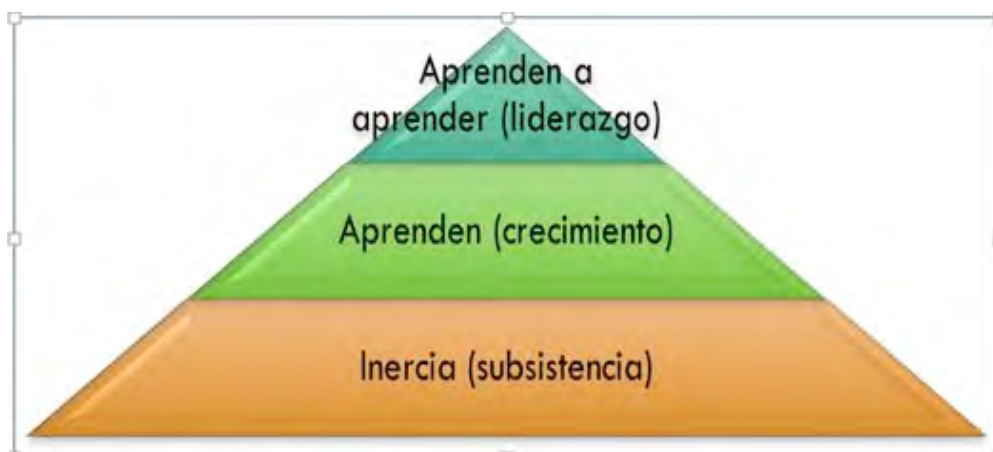 Aprenden a
aprender (liderazgo)
Aprenden (crecimiento)
Inercia (subsistencia)